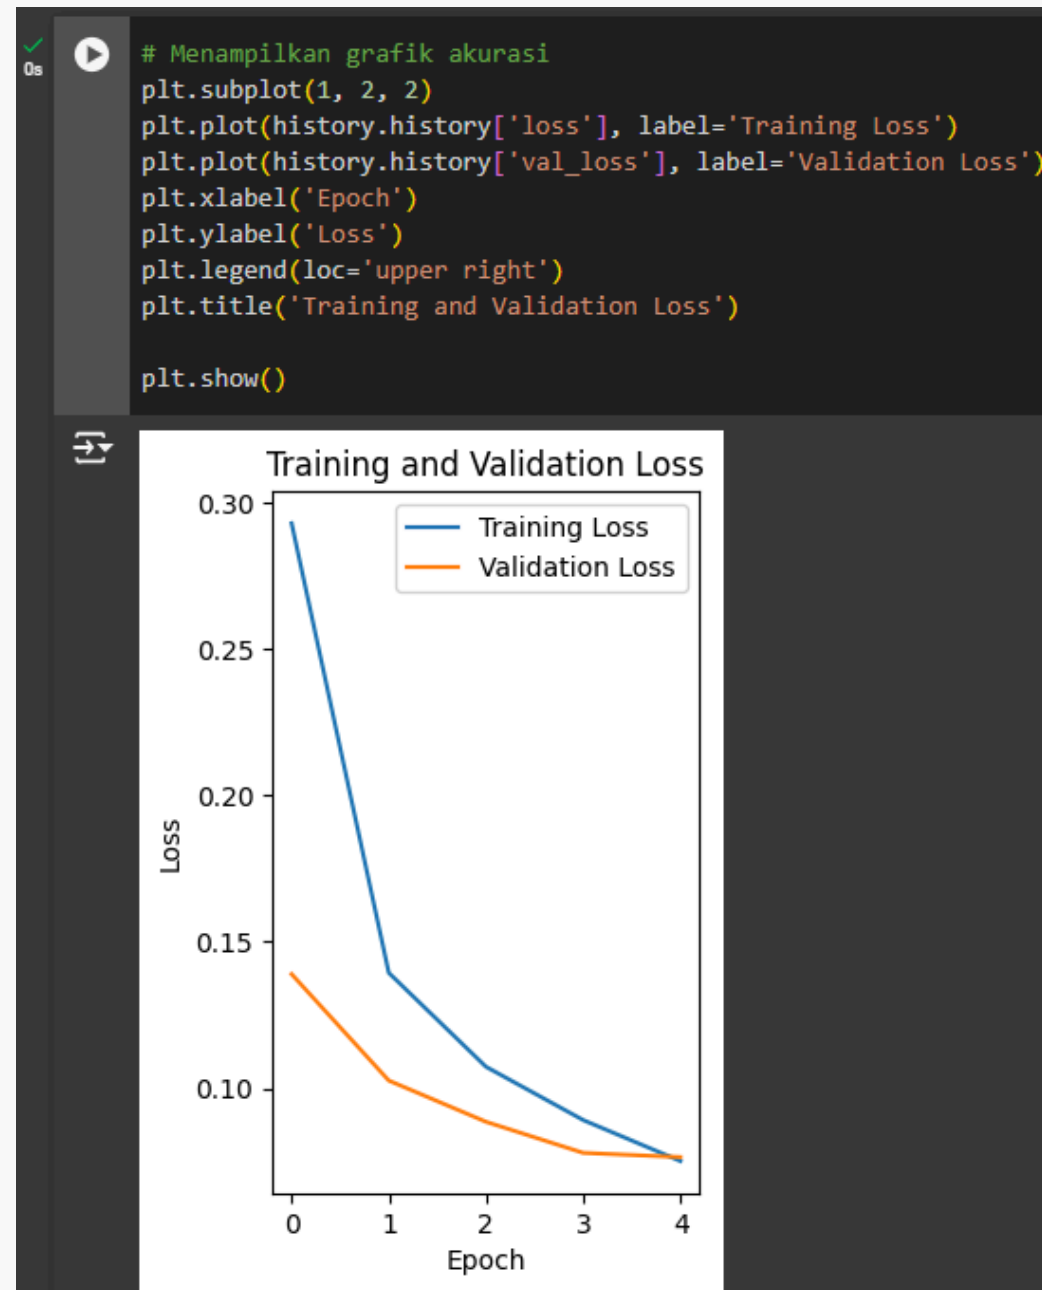 0s
# Menampilkan grafik akurasi
plt.subplot(1, 2, 2)
plt.plot(history.history['loss'], label='Training Loss')
plt.plot(history.history['val_loss'], label='Validation Loss')
plt.xlabel('Epoch')
plt.ylabel('Loss')
plt.legend(loc='upper right')
plt.title('Training and Validation Loss')
plt.show()
Training and Validation Loss
Training Loss
Validation Loss
0.30
0.25
0.20
0.15
0.10
Loss
0 1 2 3 4
Epoch